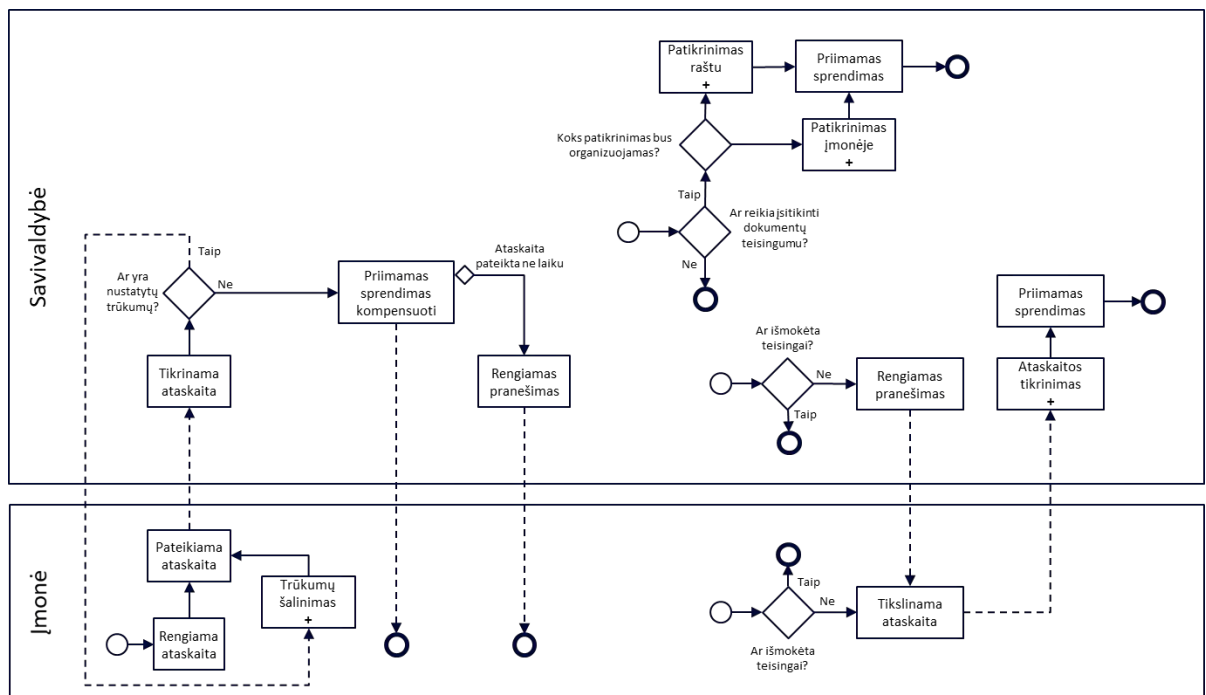 Savivaldybė
Patikrinimas
raštu
+
Priimamas
sprendimas
Koks patikrinimas bus
organizuojamas?
Patikrinimas
įmonėje
+
Taip
Ar reikia įsitikinti
dokumentų
teisingumu?
Ne
Taip
Ar yra
nustatytų
trūkumų?
Ne
Priimamas
sprendimas
kompensuoti
Ataskaita
pateikta ne laiku
Tikrinama
ataskaita
Rengiamas
pranešimas
Ar išmokėta
teisingai?
Ne
Taip
Rengiamas
pranešimas
Priimamas
sprendimas
Ataskaitos
tikrinimas
+
Įmonė
Pateikiama
ataskaita
Trūkumų
šalinimas
+
Rengiama
ataskaita
Taip
Ne
Ar išmokėta
teisingai?
Tikslinama
ataskaita